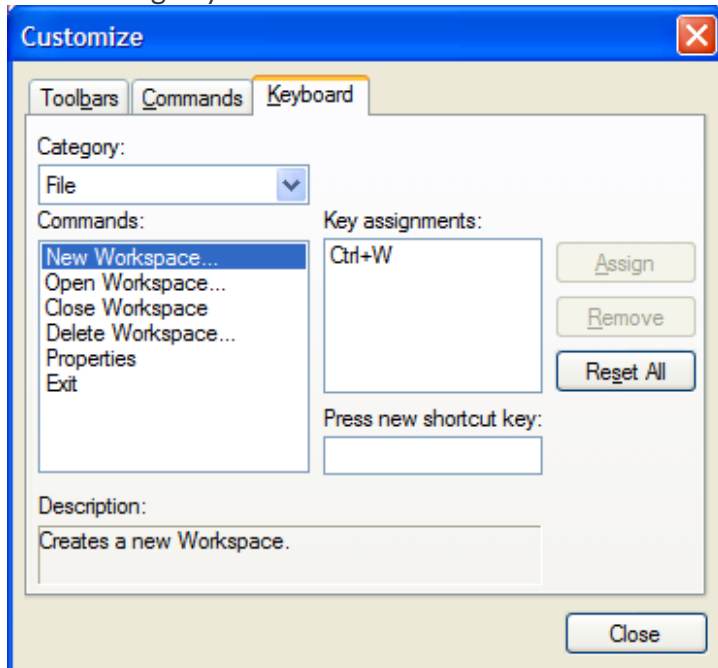 Customize
Toolbars Commands Keyboard
Category:
File
Commands:
New Workspace...
Open Workspace...
Close Workspace
Delete Workspace...
Properties
Exit
Key assignments:
Ctrl+W
Assign
Remove
Reset All
Press new shortcut key:
Description:
Creates a new Workspace.
Close